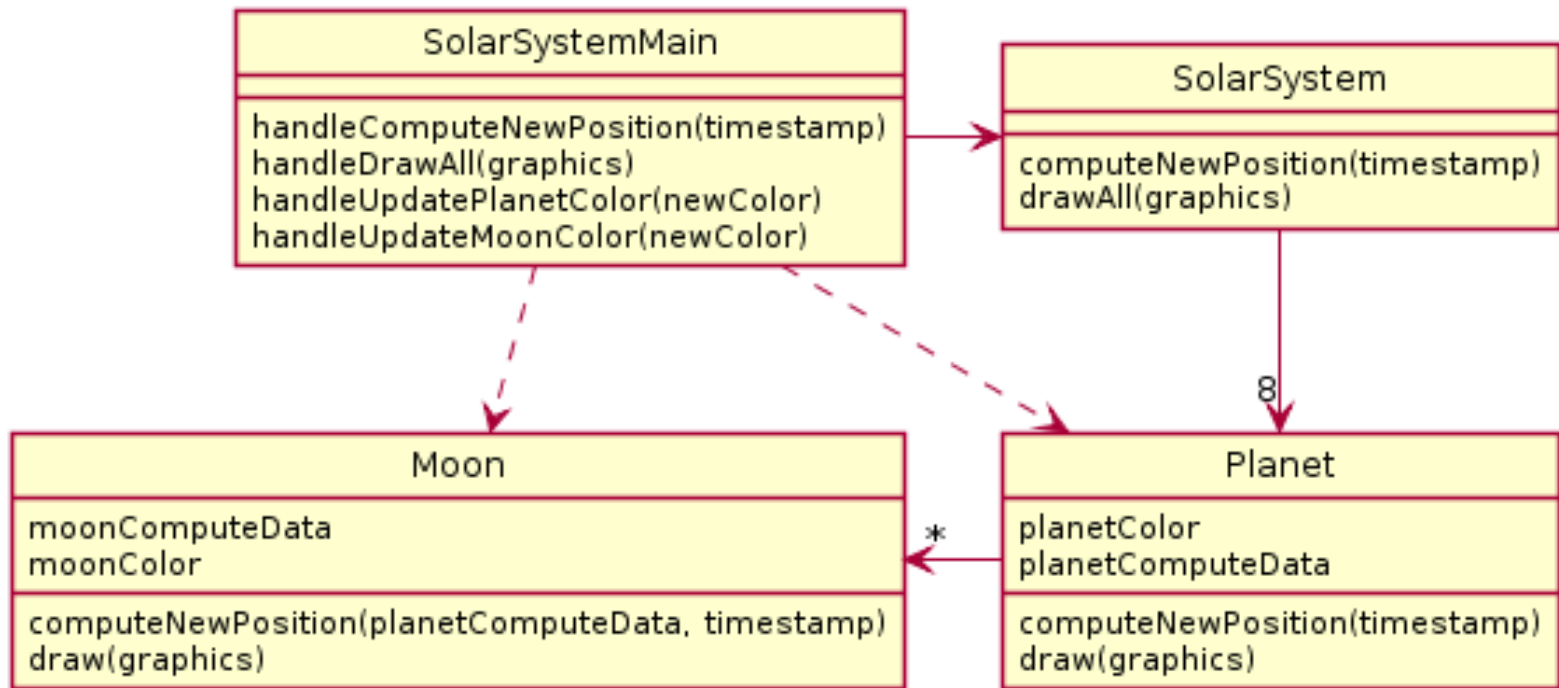 SolarSystemMain
handleComputeNewPosition(timestamp)
handleDrawAll(graphics)
handleUpdatePlanetColor(newColor)
handleUpdateMoonColor(newColor)
SolarSystem
computeNewPosition(timestamp)
drawAll(graphics)
8
Moon
moonComputeData
moonColor
computeNewPosition(planetComputeData, timestamp)
draw(graphics)
*
Planet
planetColor
planetComputeData
computeNewPosition(timestamp)
draw(graphics)